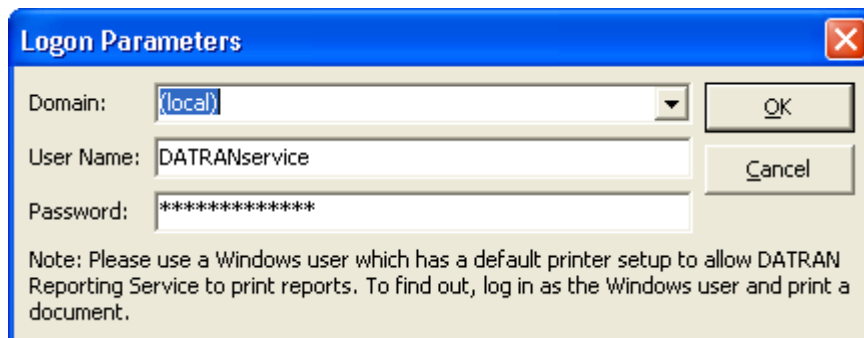 Logon Parameters
Domain: (local) OK
User Name: DATRANservice
Cancel
Password: *************
Note: Please use a Windows user which has a default printer setup to allow DATRAN
Reporting Service to print reports. To find out, log in as the Windows user and print a
document.